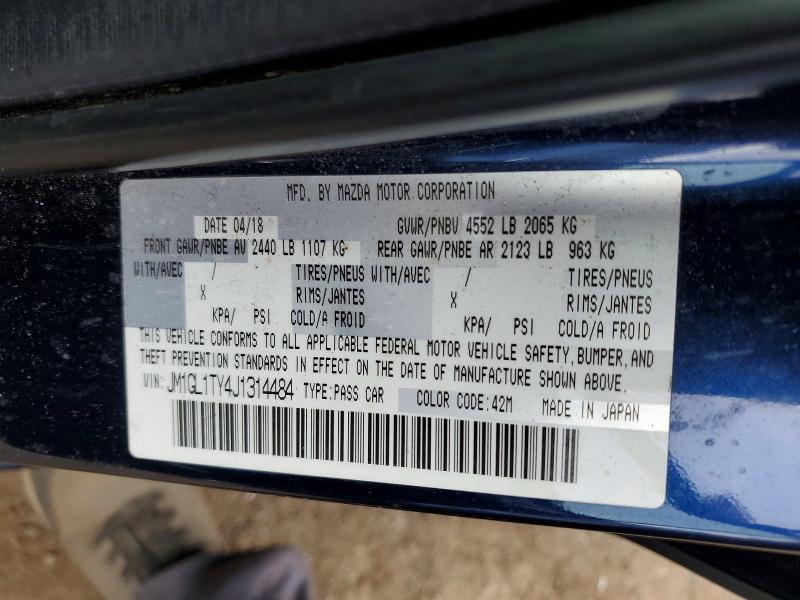 MFD. BY MAZDA MOTOR CORPORATION
DATE 04/18 GVWR/PNBV 4552 LB 2065 KG
FRONT GAWR/PNBE AV 2440 LB 1107 KG REAR GAWR/PNBE AR 2123 LB 963 KG
WITH/AVEC / TIRES/PNEUS WITH/AVEC / TIRES/PNEUS
X RIMS/JANTES X RIMS/JANTES
KPA/ PSI COLD/A FROID KPA/ PSI COLD/A FROID
THIS VEHICLE CONFORMS TO ALL APPLICABLE FEDERAL MOTOR VEHICLE SAFETY, BUMPER, AND
THEFT PREVENTION STANDARDS IN EFFECT ON THE DATE OF MANUFACTURE SHOWN ABOVE.
VIN: JM1GL1TY4J1314484 TYPE:PASS CAR COLOR CODE:42M MADE IN JAPAN